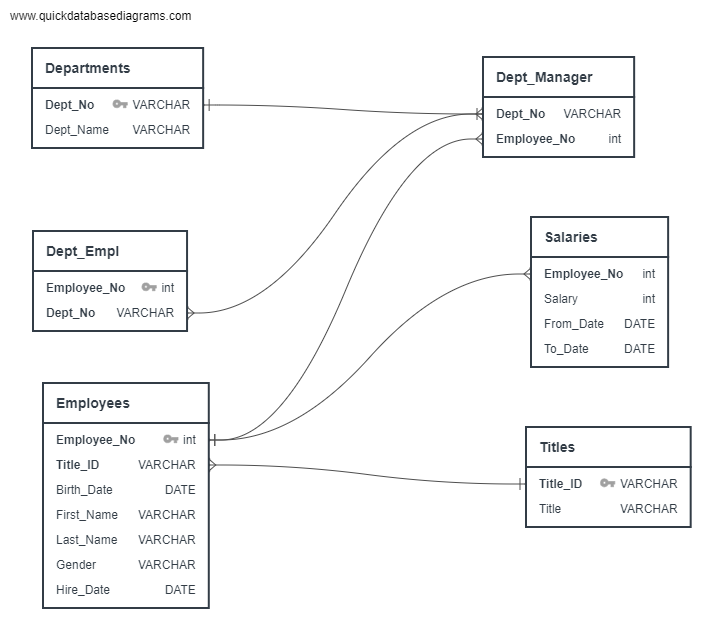 www.quickdatabasediagrams.com
Departments
Dept_No VARCHAR
Dept_Name VARCHAR
Dept_Manager
Dept_No VARCHAR
Employee_No int
Dept_Empl
Employee_No int
Dept_No VARCHAR
Salaries
Employee_No int
Salary int
From_Date DATE
To_Date DATE
Employees
Employee_No int
Title_ID VARCHAR
Birth_Date DATE
First_Name VARCHAR
Last_Name VARCHAR
Gender VARCHAR
Hire_Date DATE
Titles
Title_ID VARCHAR
Title VARCHAR